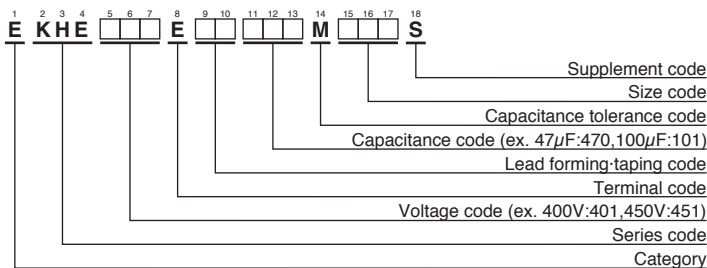 1 2 3 4 5 6 7 8 9 10 11 12 13 14 15 16 17 18
E KHE E M S
Supplement code
Size code
Capacitance tolerance code
Capacitance code (ex. 47µF:470,100µF:101)
Lead forming·taping code
Terminal code
Voltage code (ex. 400V:401,450V:451)
Series code
Category